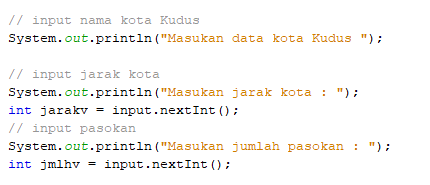 // input nama kota Kudus
System.out.println("Masukan data kota Kudus ");
// input jarak kota
System.out.println("Masukan jarak kota : ");
int jarakv = input.nextInt();
// input pasokan
System.out.println("Masukan jumlah pasokan : ");
int jmlhv = input.nextInt();